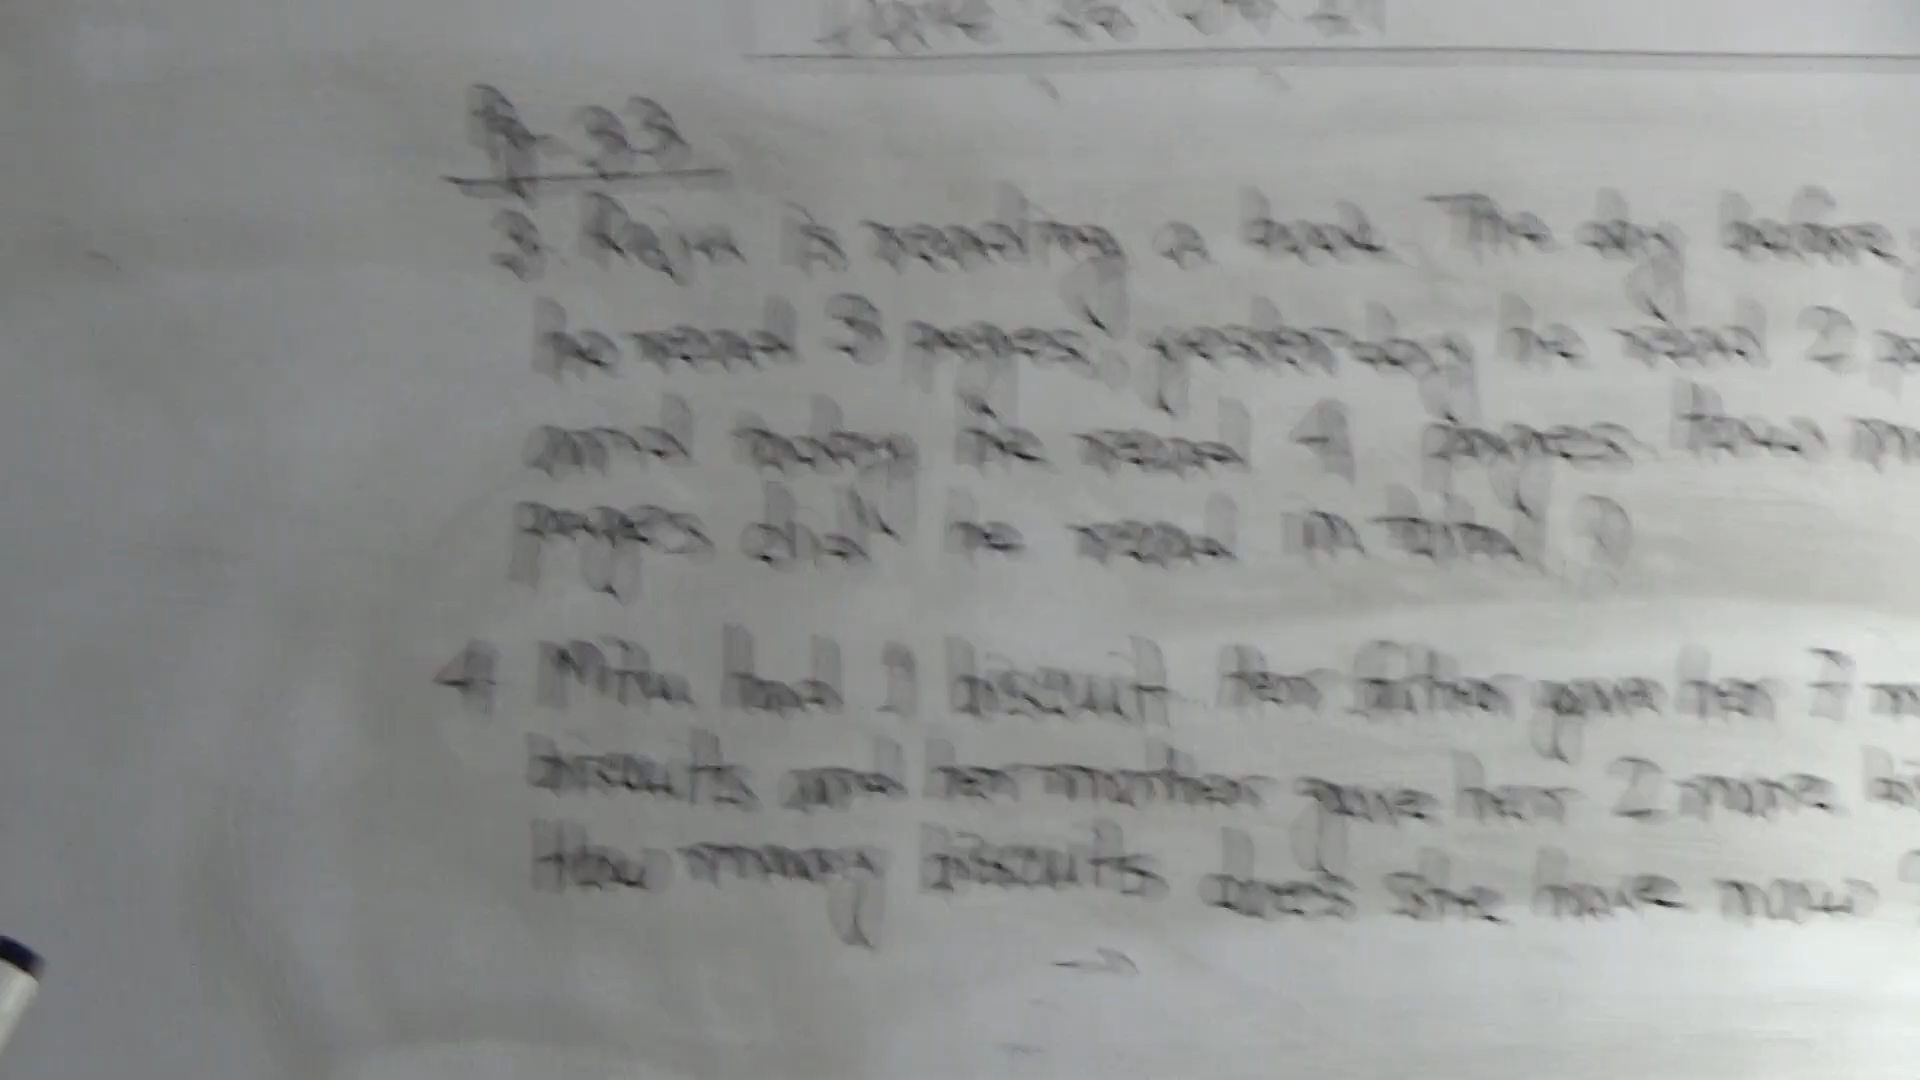 33
3. Raju is reading a book. The day before
he read 3 pages, yesterday he read 2
and today he read 4 pages. How
pages did he read in total?
4. Mitu had 1 biscuit. Her father gave her
biscuits and her mother gave her 2 more
How many biscuits does she have now